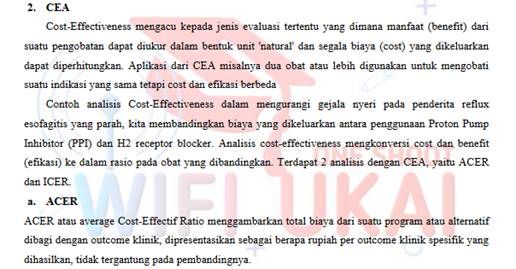 2. CEA
Cost-Effectiveness mengacu kepada jenis evaluasi tertentu yang dimana manfaat (benefit) dari
suatu pengobatan dapat diukur dalam bentuk unit 'natural' dan segala biaya (cost) yang dikeluarkan
dapat diperhitungkan. Aplikasi dari CEA misalnya dua obat atau lebih digunakan untuk mengobati
suatu indikasi yang sama tetapi cost dan efikasi berbeda
Contoh analisis Cost-Effectiveness dalam mengurangi gejala nyeri pada penderita reflux
esofagitis yang parah, kita membandingkan biaya yang dikeluarkan antara penggunaan Proton Pump
Inhibitor (PPI) dan H2 receptor blocker. Analisis cost-effectiveness mengkonversi cost dan benefit
(efikasi) ke dalam rasio pada obat yang dibandingkan. Terdapat 2 analisis dengan CEA, yaitu ACER
dan ICER.
ONE SHOOT
WIFI UKAI
a. ACER
ACER atau average Cost-Effectif Ratio menggambarkan total biaya dari suatu program atau alternatif
dibagi dengan outcome klinik, dipresentasikan sebagai berapa rupiah per outcome klinik spesifik yang
dihasilkan, tidak tergantung pada pembandingnya.